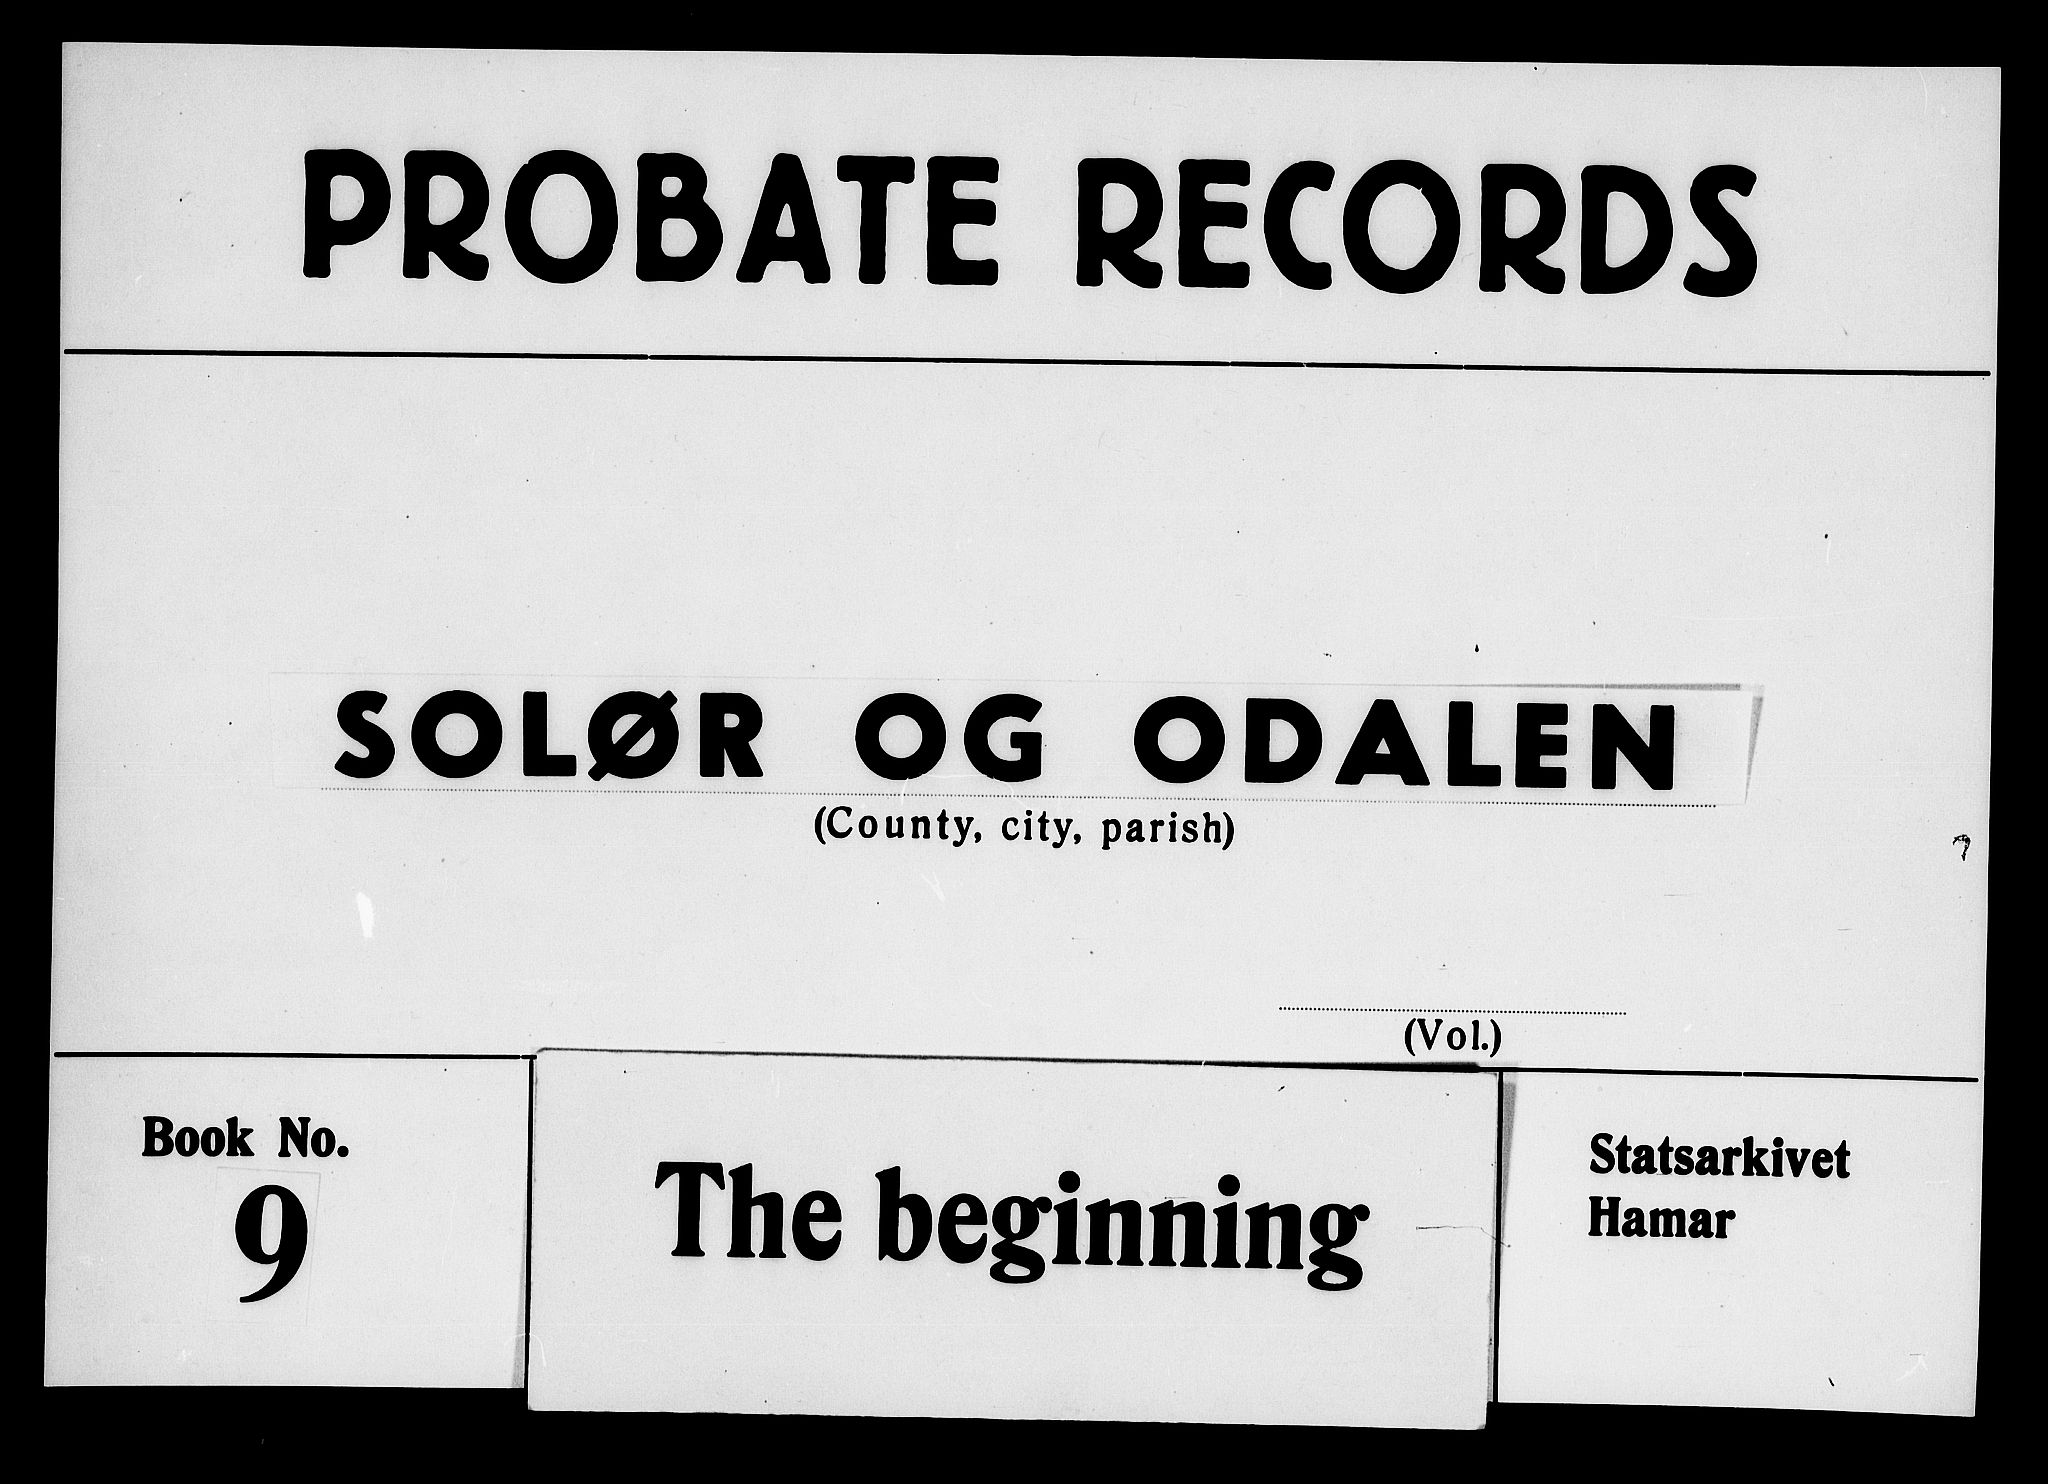 PROBATE RECORDS
SOLØR OG ODALEN
(County, city, parish)
(Vol.)
Book No.
9
The beginning
Statsarkivet
Hamar